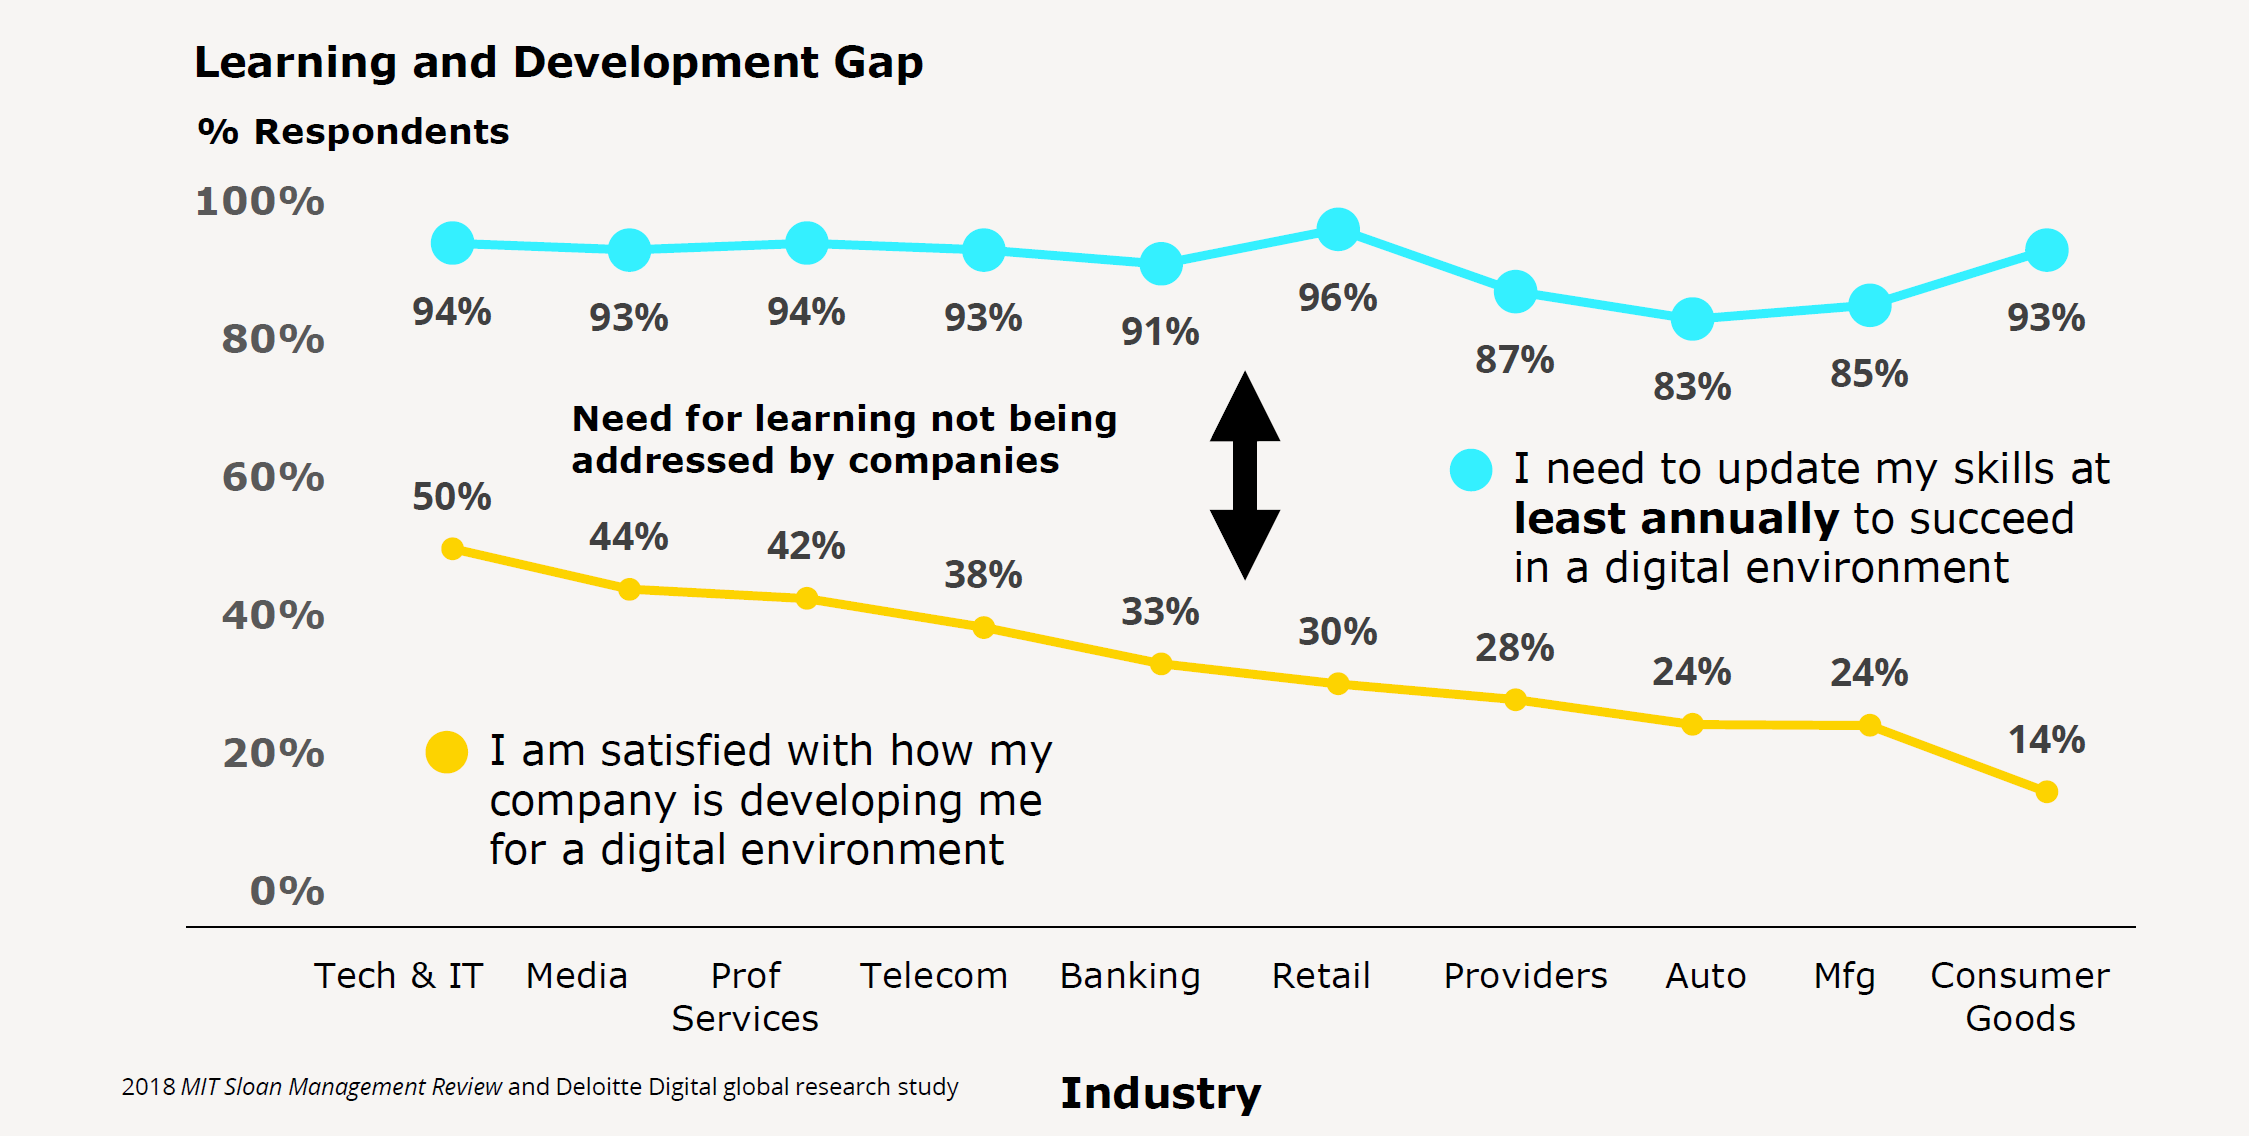 Learning and Development Gap
% Respondents
100%
80%
60%
40%
20%
0%
94%
93%
94%
93%
91%
96%
87%
83%
85%
93%
Need for learning not being
addressed by companies
I need to update my skills at
least annually to succeed
in a digital environment
50%
44%
42%
38%
33%
30%
28%
24%
24%
14%
I am satisfied with how my
company is developing me
for a digital environment
Tech & IT
Media
Prof
Services
Telecom
Banking
Retail
Providers
Auto
Mfg
Consumer
Goods
2018 MIT Sloan Management Review and Deloitte Digital global research study
Industry